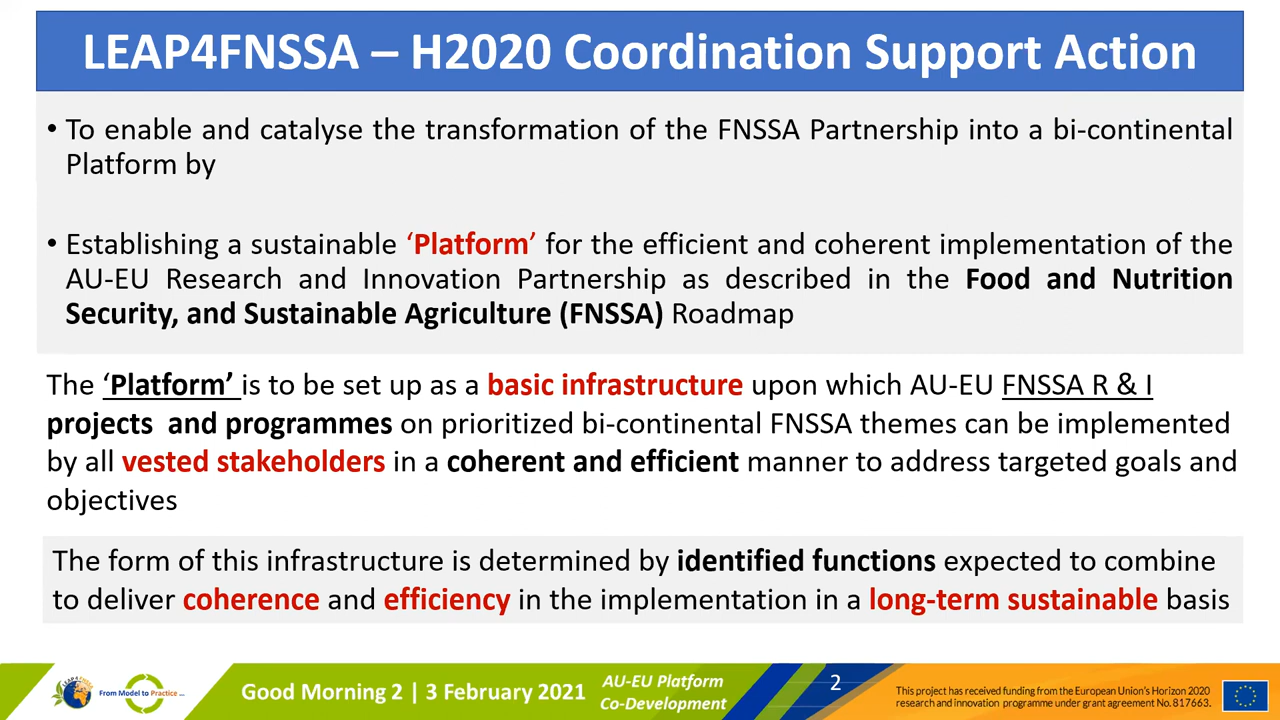 LEAP4FNSSA – H2020 Coordination Support Action
• To enable and catalyse the transformation of the FNSSA Partnership into a bi-continental
Platform by
• Establishing a sustainable ‘Platform’ for the efficient and coherent implementation of the
AU-EU Research and Innovation Partnership as described in the Food and Nutrition
Security, and Sustainable Agriculture (FNSSA) Roadmap
The ‘Platform’ is to be set up as a basic infrastructure upon which AU-EU FNSSA R & I
projects and programmes on prioritized bi-continental FNSSA themes can be implemented
by all vested stakeholders in a coherent and efficient manner to address targeted goals and
objectives
The form of this infrastructure is determined by identified functions expected to combine
to deliver coherence and efficiency in the implementation in a long-term sustainable basis
LEAP4FNSSA
From Model to Practice ...
Good Morning 2 | 3 February 2021
AU-EU Platform
Co-Development
2
This project has received funding from the European Union's Horizon 2020
research and innovation programme under grant agreement No. 817663.